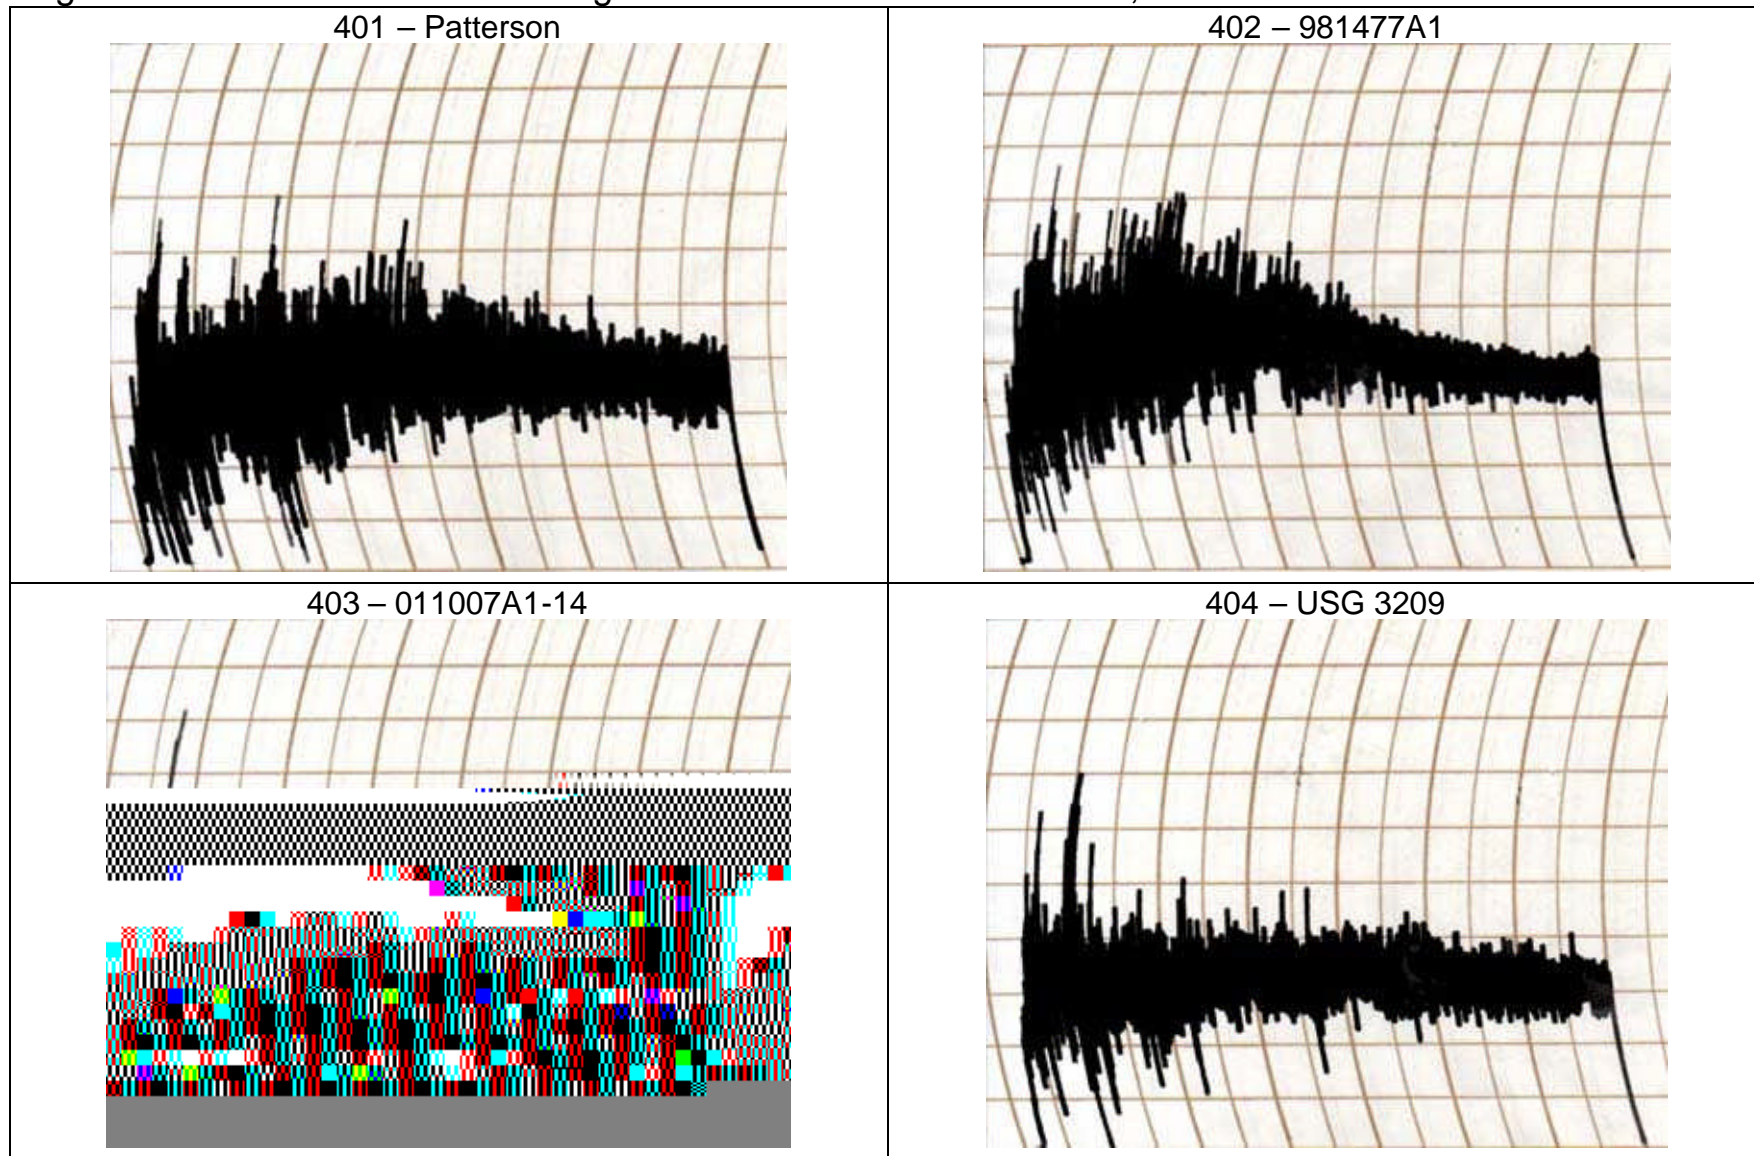 401 – Patterson
402 – 981477A1
403 – 011007A1-14
404 – USG 3209